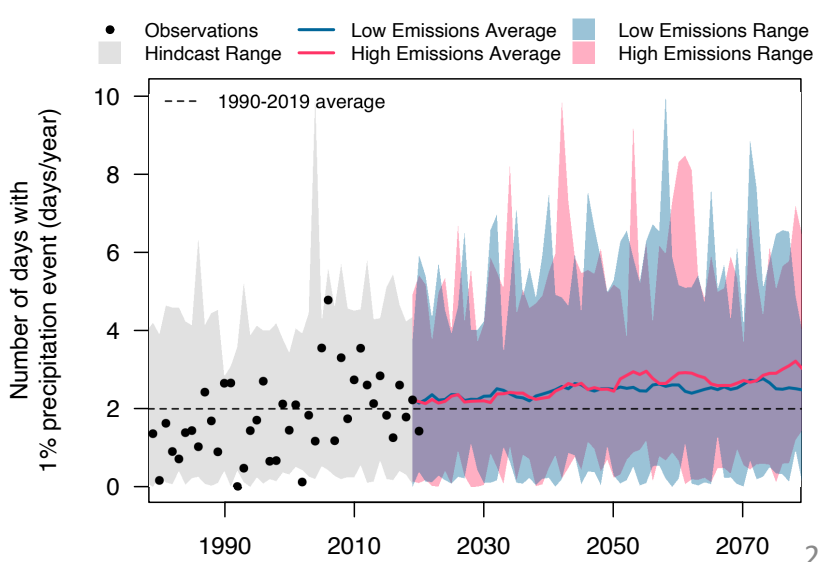 Observations
Low Emissions Average
Low Emissions Range
Hindcast Range
High Emissions Average
High Emissions Range
1990-2019 average
Number of days with
1% precipitation event (days/year)
10
8
6
4
2
0
1990
2010
2030
2050
2070
2